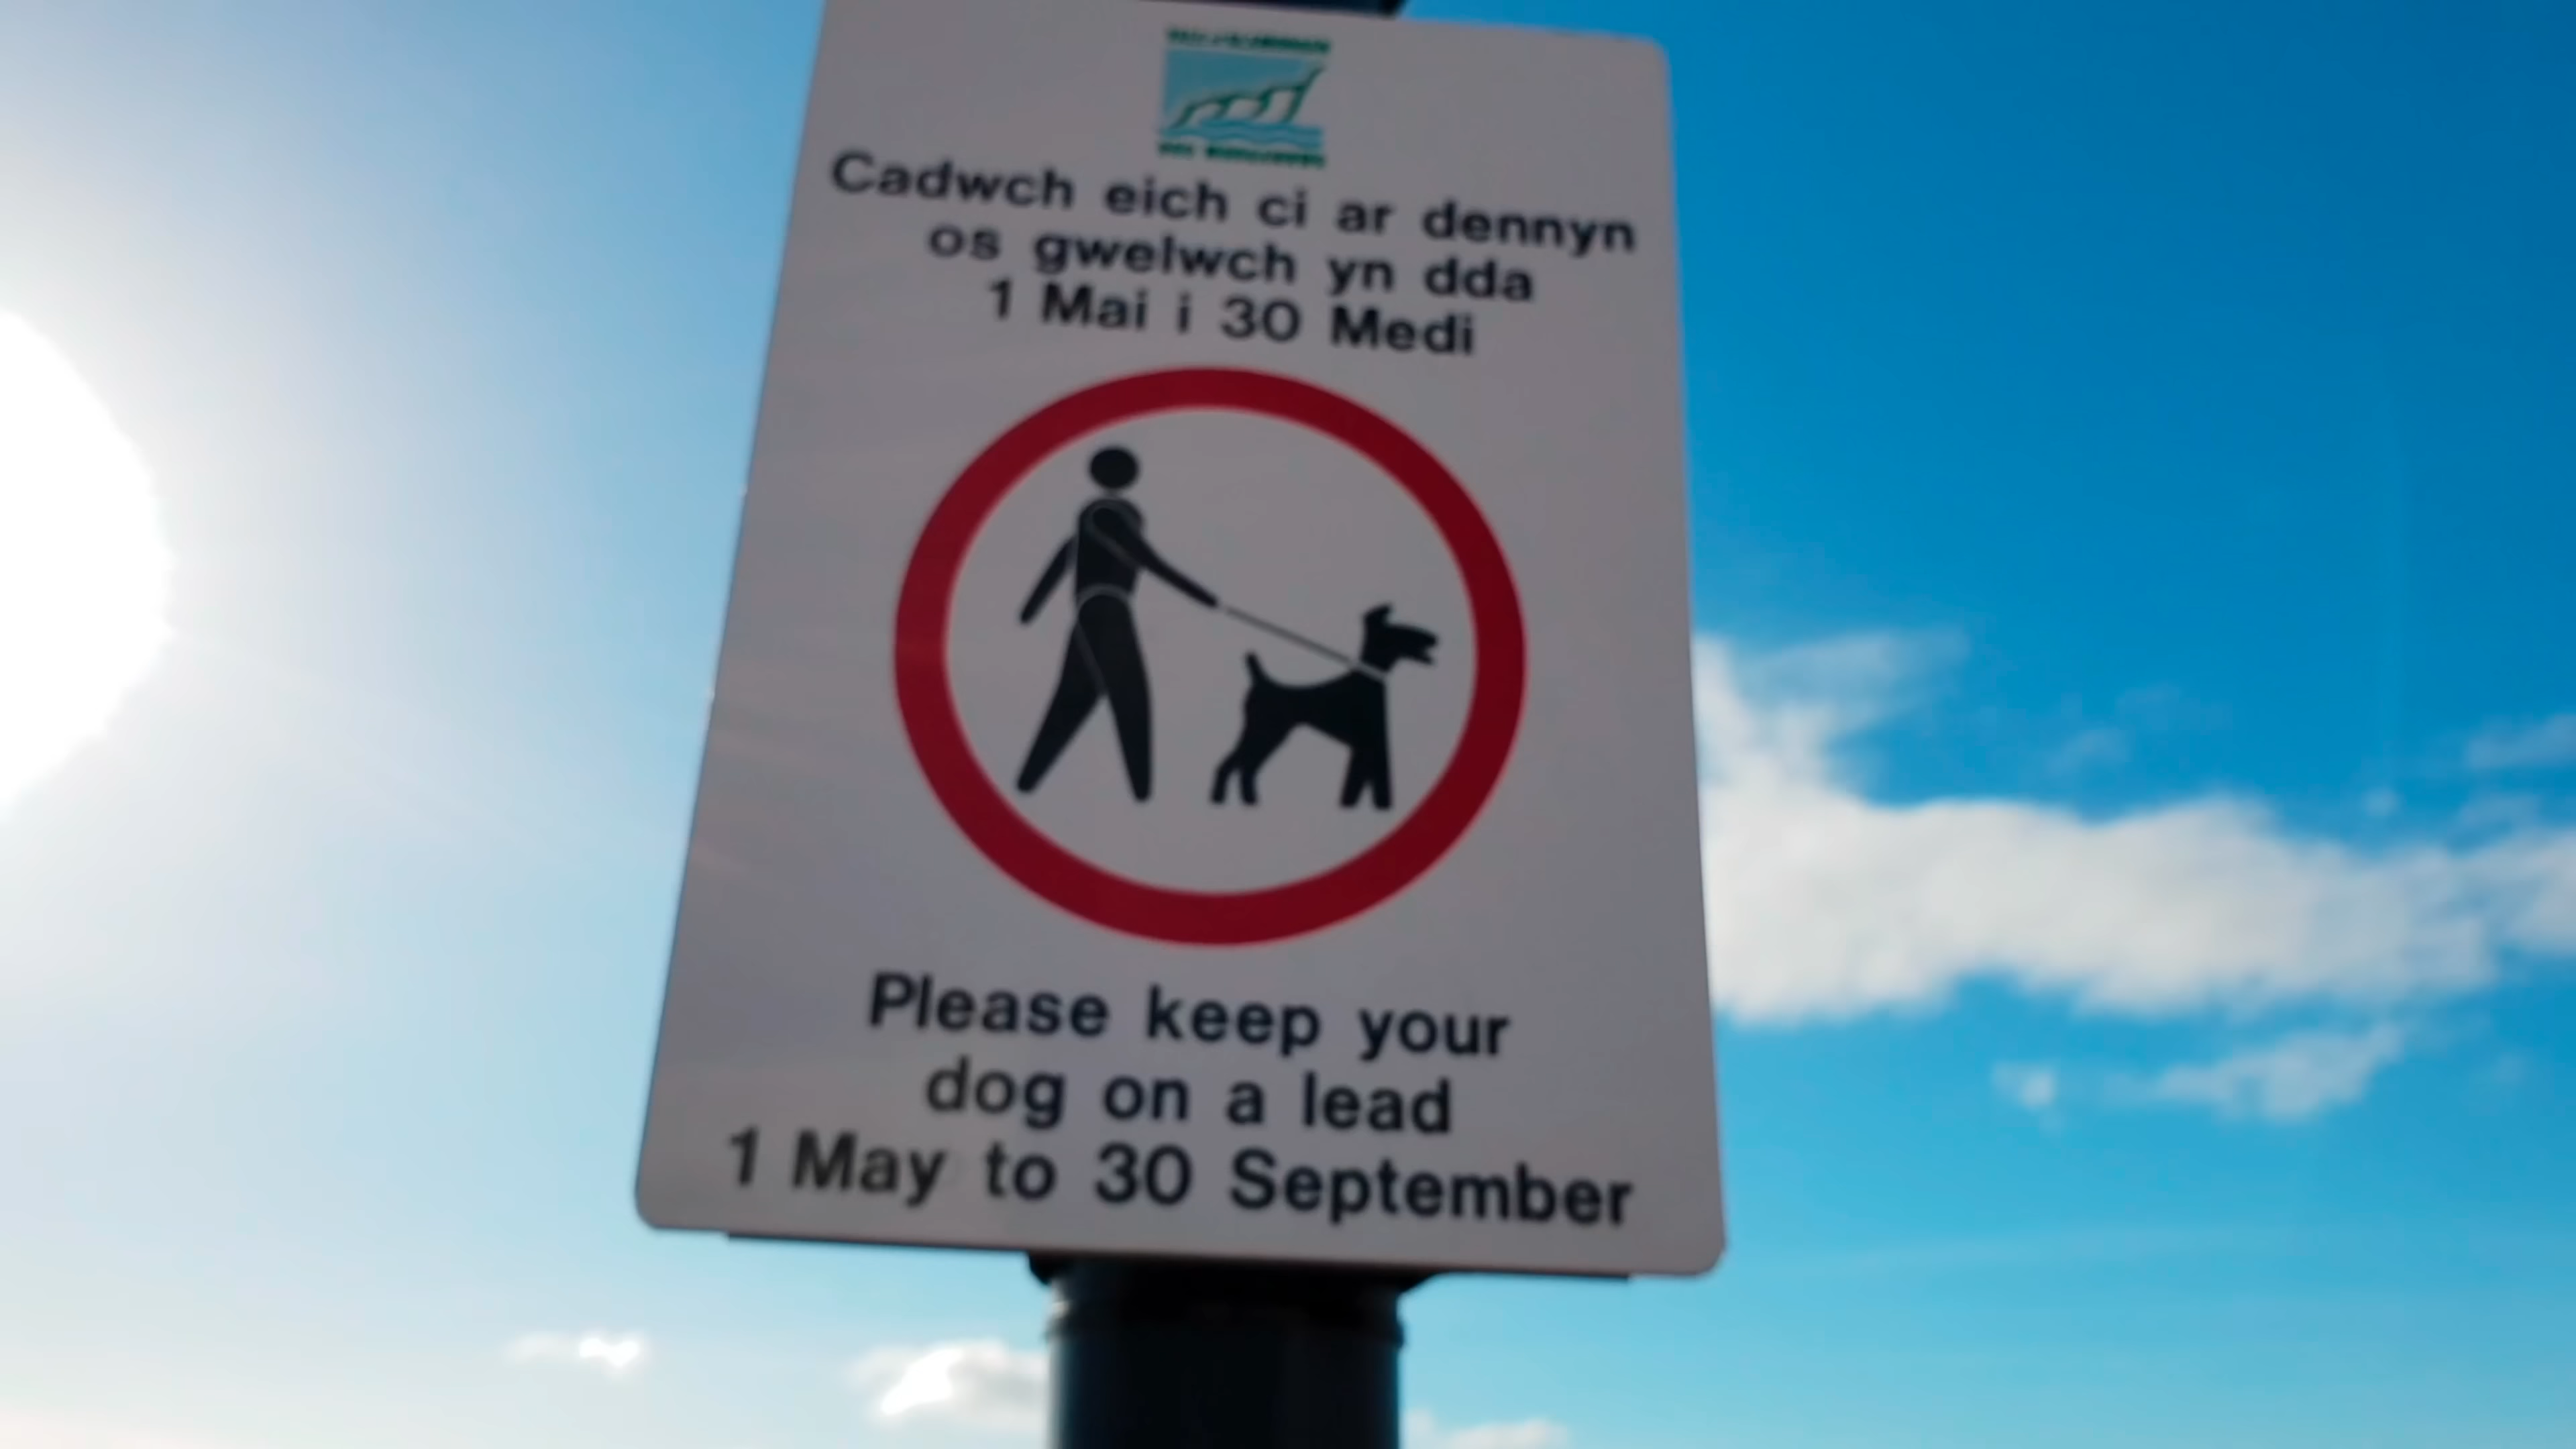 Cadwch eich ci ar dennyn
os gwelwch yn dda
1 Mai i 30 Medi
Please keep your
dog on a lead
1 May to 30 September